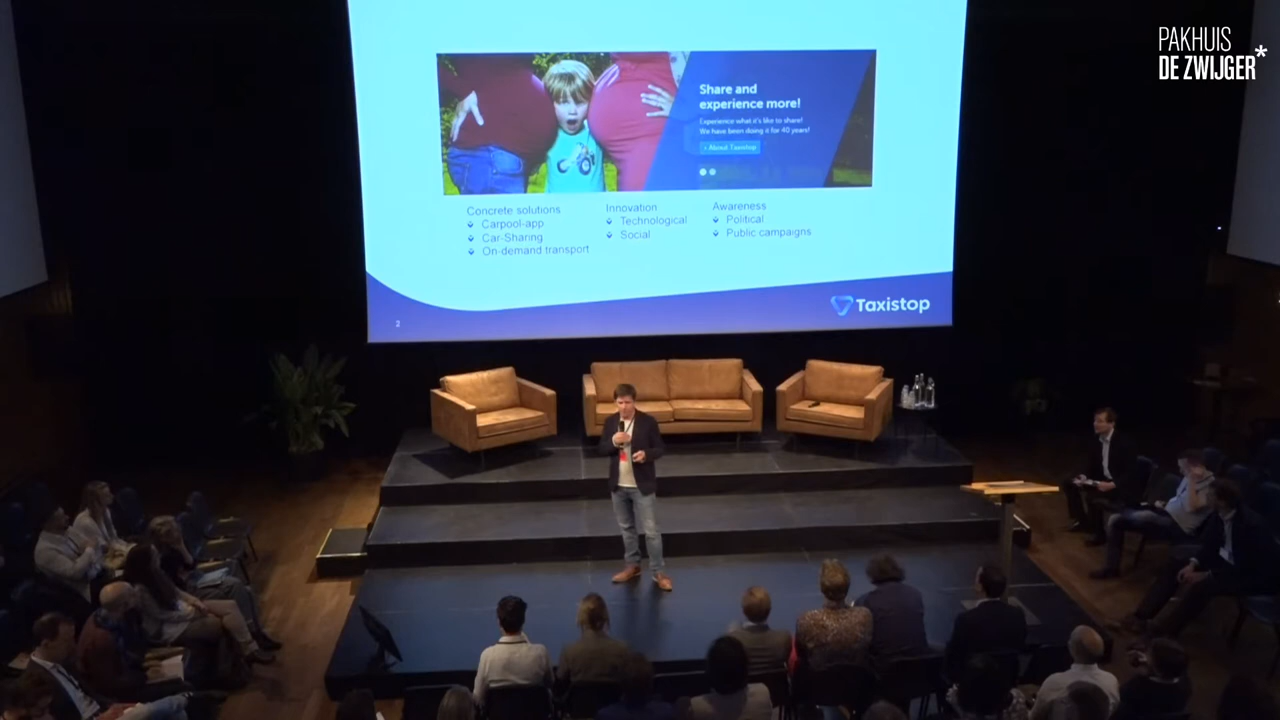 PAKHUIS
DE ZWIJGER*
Share and
experience more!
Experience what it's like to share!
We have been doing it for 40 years!
› About Taxistop
Concrete solutions
Carpool-app
Car-Sharing
On-demand transport
Innovation
Technological
Social
Awareness
Political
Public campaigns
2
Taxistop